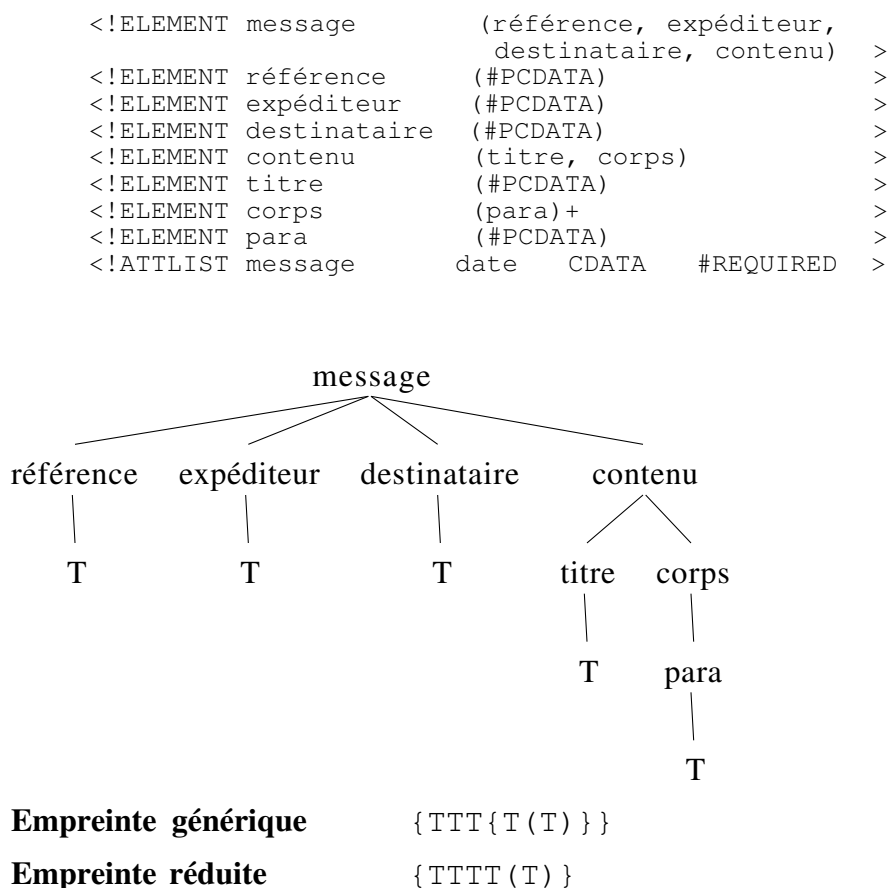 <!ELEMENT message (référence, expéditeur,
destinataire, contenu) >
<!ELEMENT référence (#PCDATA) >
<!ELEMENT expéditeur (#PCDATA) >
<!ELEMENT destinataire (#PCDATA) >
<!ELEMENT contenu (titre, corps) >
<!ELEMENT titre (#PCDATA) >
<!ELEMENT corps (para)+ >
<!ELEMENT para (#PCDATA) >
<!ATTLIST message date CDATA #REQUIRED >
message
référence expéditeur destinataire contenu
T T T titre corps
T para
T
Empreinte générique {TTT{T(T)}}
Empreinte réduite {TTTT(T)}